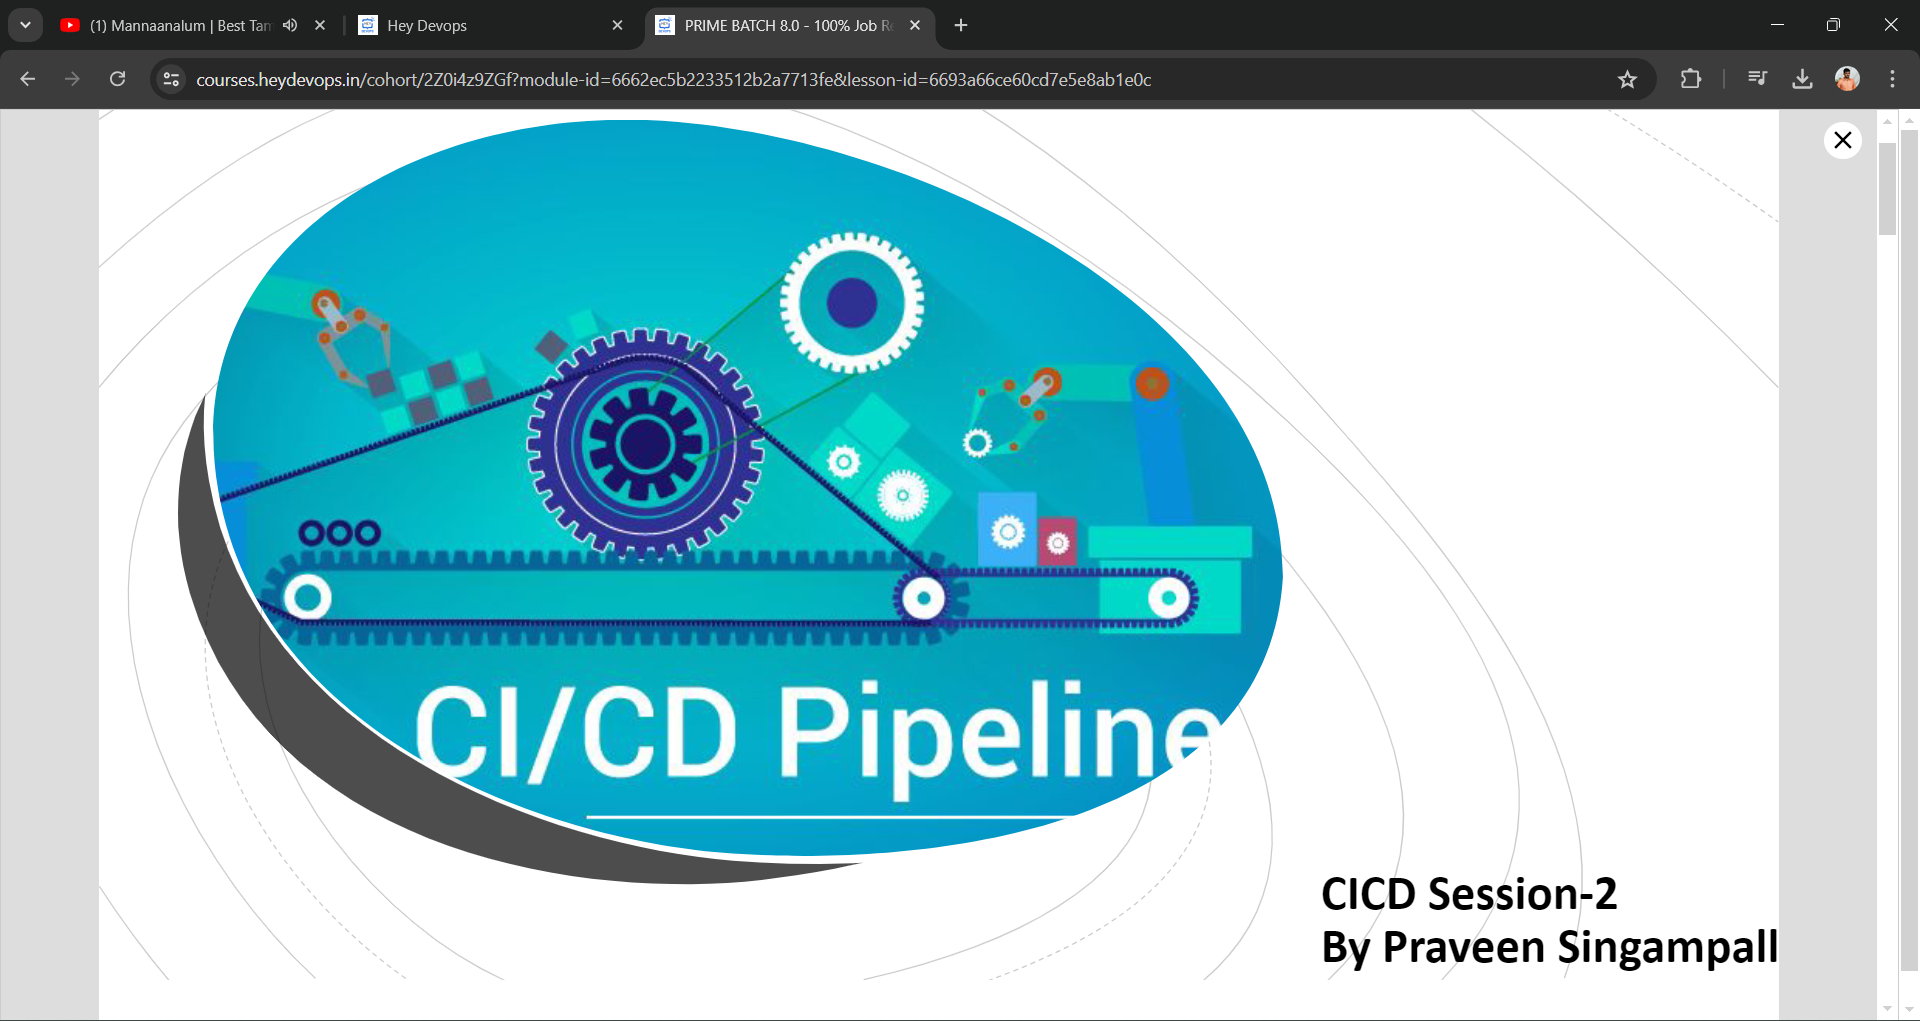 (1) Mannaanalum | Best Tam
Hey Devops
PRIME BATCH 8.0 - 100% Job Re
courses.heydevops.in/cohort/2Z0i4z9ZGf?module-id=6662ec5b2233512b2a7713fe&lesson-id=6693a66ce60cd7e5e8ab1e0c
CI/CD Pipeline
CICD Session-2
By Praveen Singampall